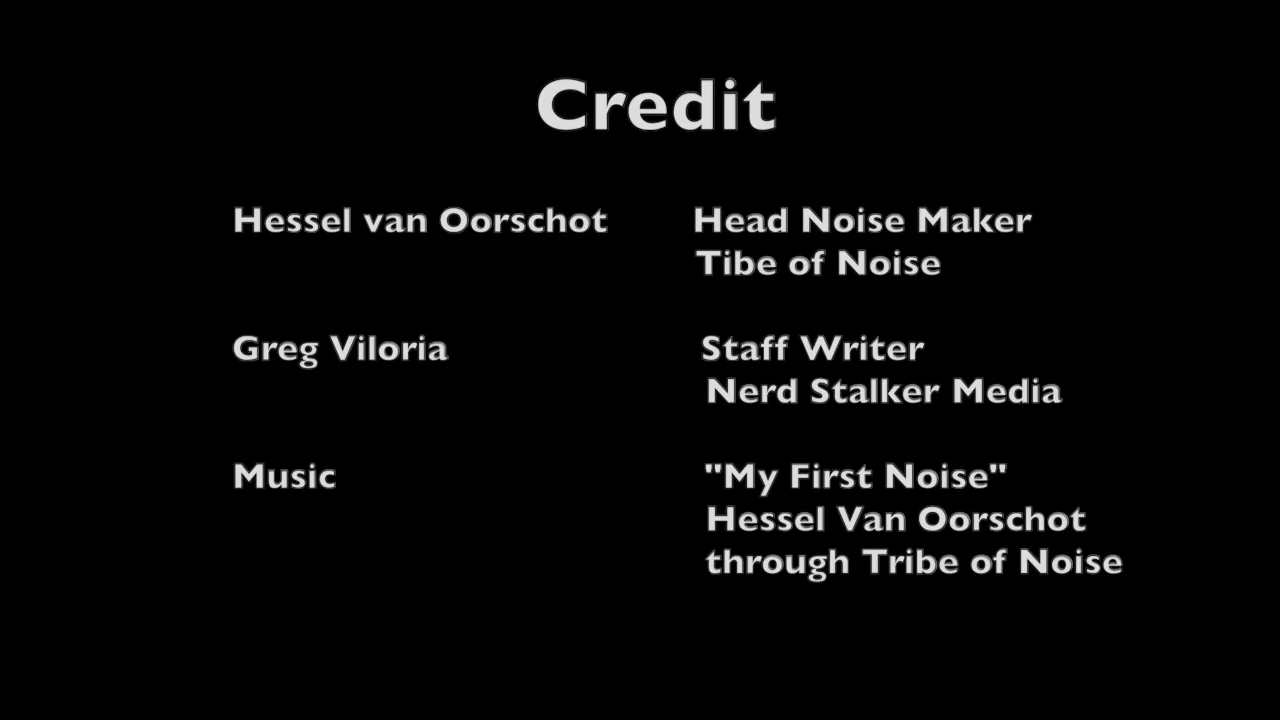 Credit
Hessel van Oorschot Head Noise Maker
Tibe of Noise
Greg Viloria Staff Writer
Nerd Stalker Media
Music "My First Noise"
Hessel Van Oorschot
through Tribe of Noise